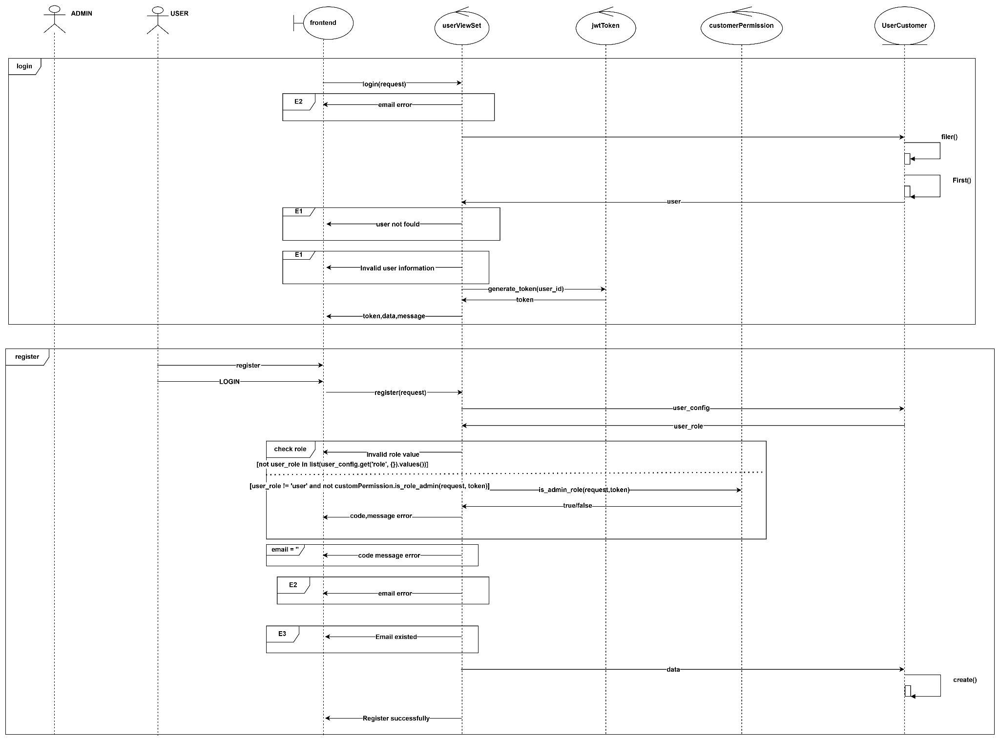 ADMIN
USER
frontend
userViewSet
jwtToken
customerPermission
UserCustomer
login
login(request)
E2
email error
filer()
First()
user
E1
user not fould
E1
Invalid user information
generate_token(user_id)
token
token,data,message
register
register
LOGIN
register(request)
user_config
user_role
check role
Invalid role value
[not user_role in list(user_config.get('role', {}).values())]
[user_role != 'user' and not customPermission.is_role_admin(request, token)]
is_admin_role(request,token)
true/false
code,message error
email = ''
code message error
E2
email error
E3
Email existed
data
create()
Register successfully